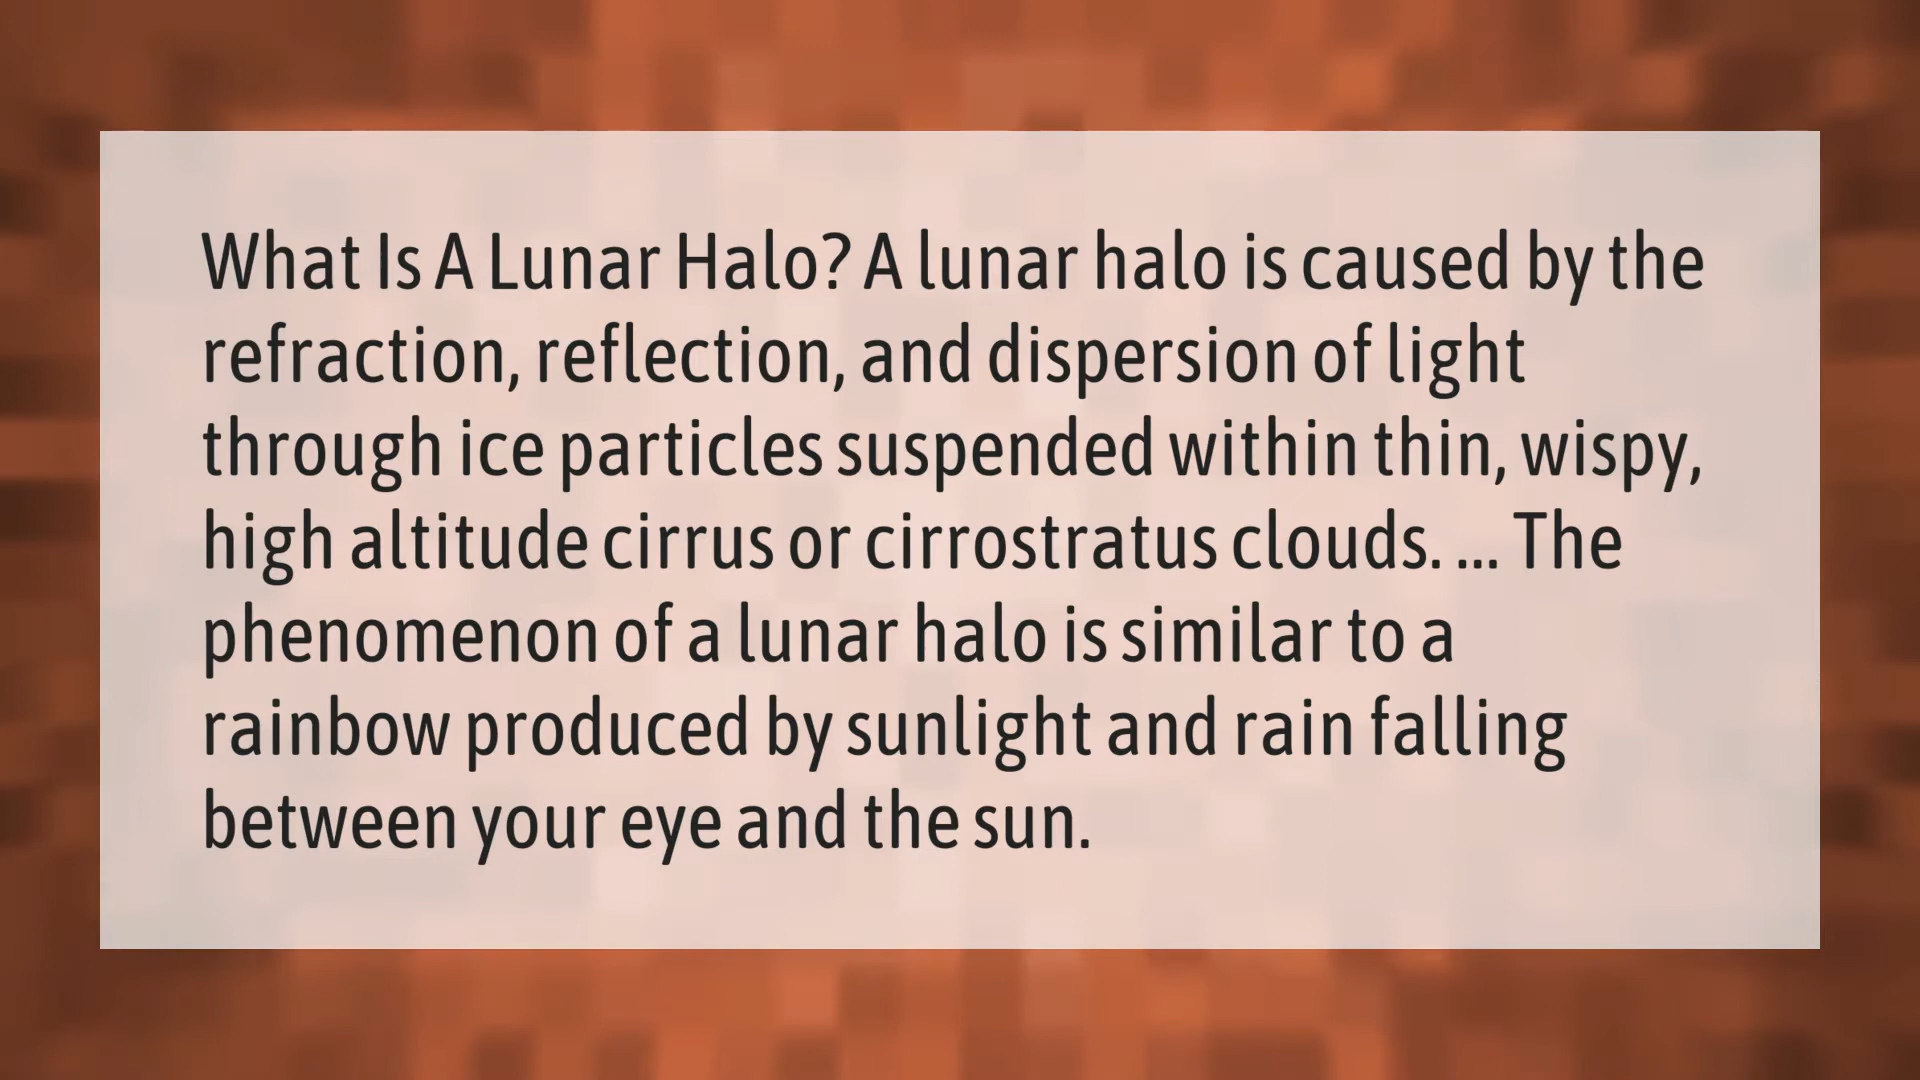 What Is A Lunar Halo? A lunar halo is caused by the
refraction, reflection, and dispersion of light
through ice particles suspended within thin, wispy,
high altitude cirrus or cirrostratus clouds. ... The
phenomenon of a lunar halo is similar to a
rainbow produced by sunlight and rain falling
between your eye and the sun.